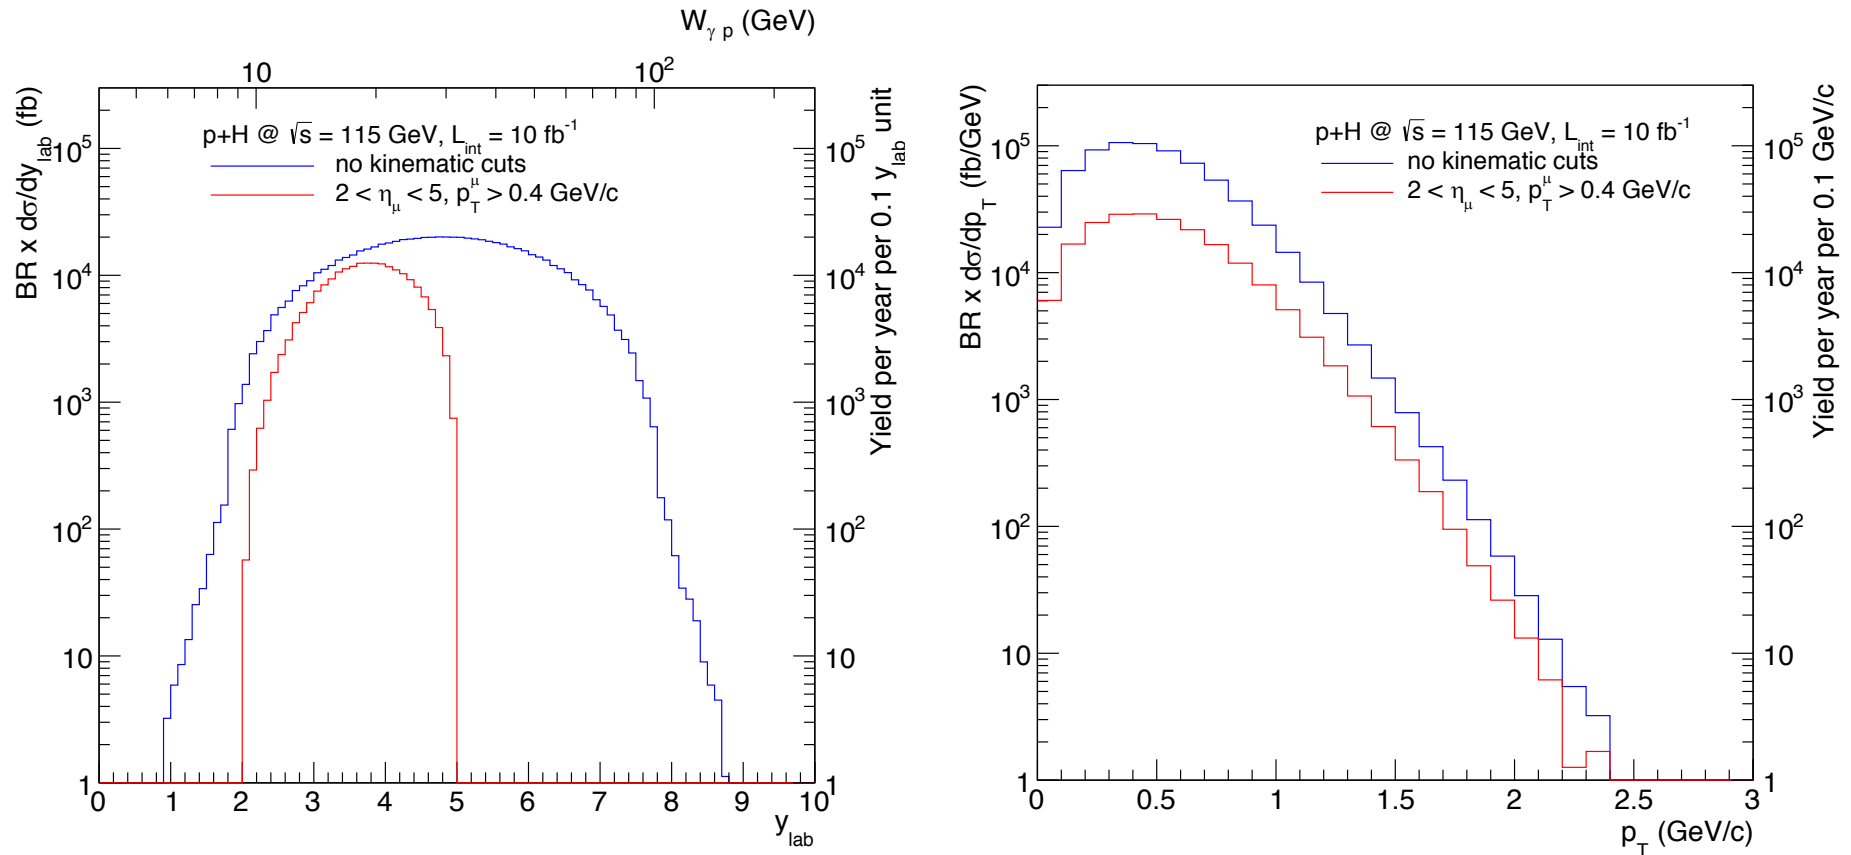 W_γ p (GeV)
10 10^2
BR x dσ/dy_lab (fb)
p+H @ √s = 115 GeV, L_int = 10 fb^-1
no kinematic cuts
2 < η_μ < 5, p_T^μ > 0.4 GeV/c
10^5
10^4
10^3
10^2
10
1
10^5
10^4
10^3
10^2
10
1
Yield per year per 0.1 y_lab unit
0 1 2 3 4 5 6 7 8 9 10
y_lab
BR x dσ/dp_T (fb/GeV)
p+H @ √s = 115 GeV, L_int = 10 fb^-1
no kinematic cuts
2 < η_μ < 5, p_T^μ > 0.4 GeV/c
10^5
10^4
10^3
10^2
10
1
10^5
10^4
10^3
10^2
10
1
Yield per year per 0.1 GeV/c
0 0.5 1 1.5 2 2.5 3
p_T (GeV/c)